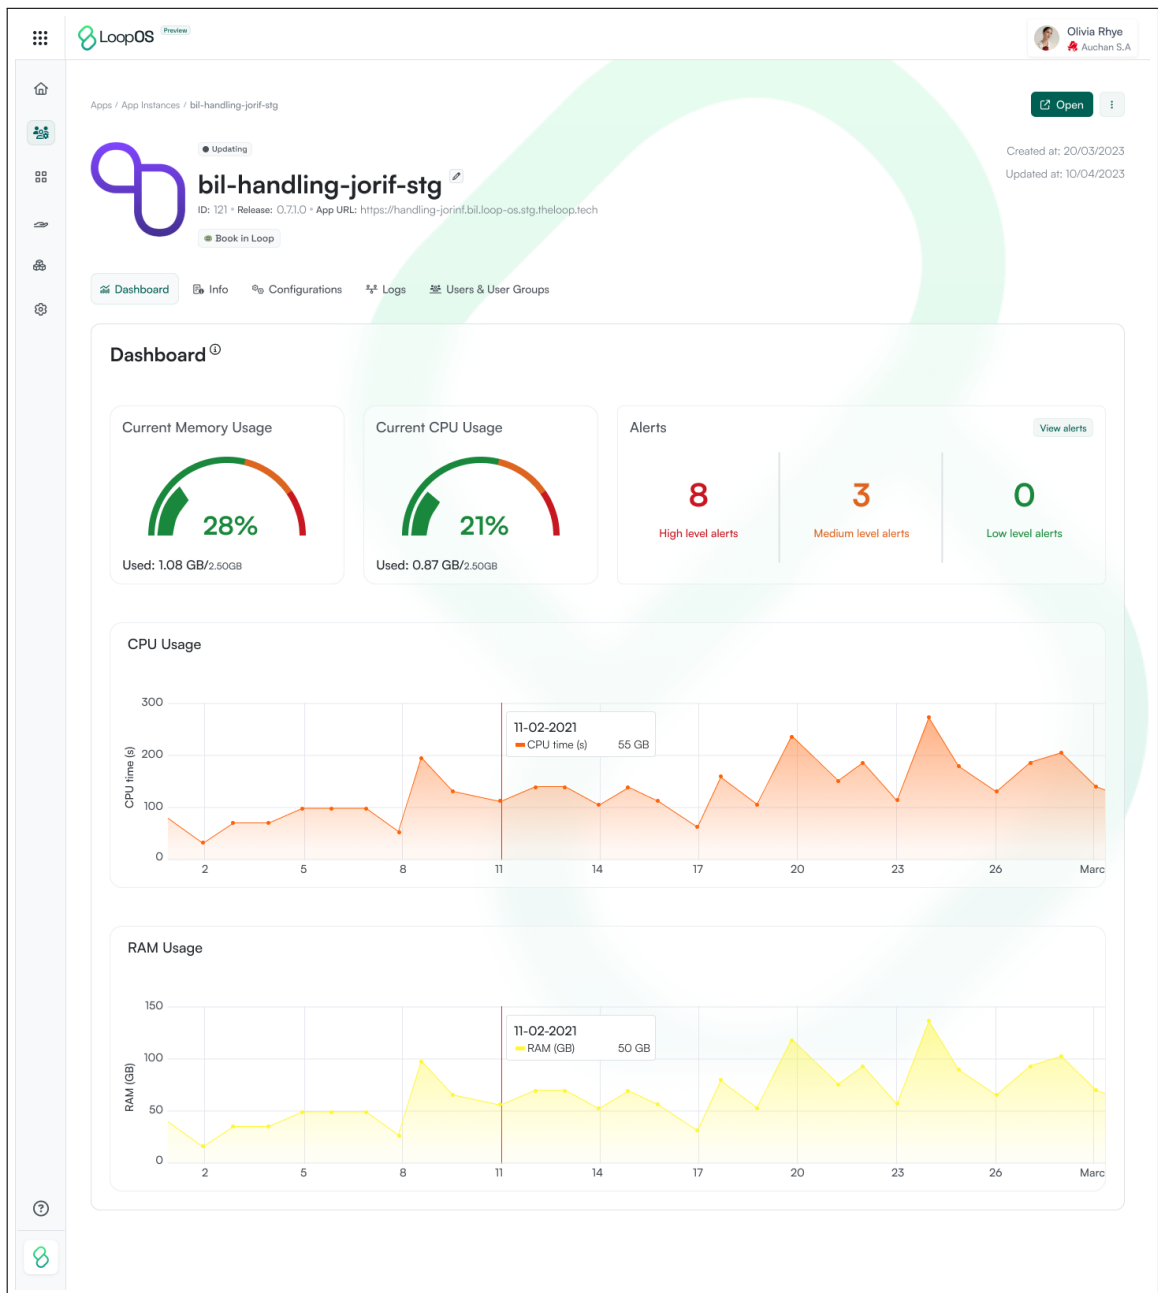 LoopOS Preview
Olivia Rhye
Auchan S.A
Apps / App Instances / bil-handling-jorif-stg
Open
Updating
Created at: 20/03/2023
bil-handling-jorif-stg
Updated at: 10/04/2023
ID: 121 • Release: 0.7.1.0 • App URL: https://handling-jorinf.bil.loop-os.stg.theloop.tech
Book in Loop
Dashboard Info Configurations Logs Users & User Groups
Dashboard
Current Memory Usage
28%
Used: 1.08 GB/2.50GB
Current CPU Usage
21%
Used: 0.87 GB/2.50GB
Alerts
View alerts
8
High level alerts
3
Medium level alerts
0
Low level alerts
CPU Usage
300
200
100
0
CPU time (s)
11-02-2021
CPU time (s) 55 GB
2 5 8 11 14 17 20 23 26 Marc
RAM Usage
150
100
50
0
RAM (GB)
11-02-2021
RAM (GB) 50 GB
2 5 8 11 14 17 20 23 26 Marc